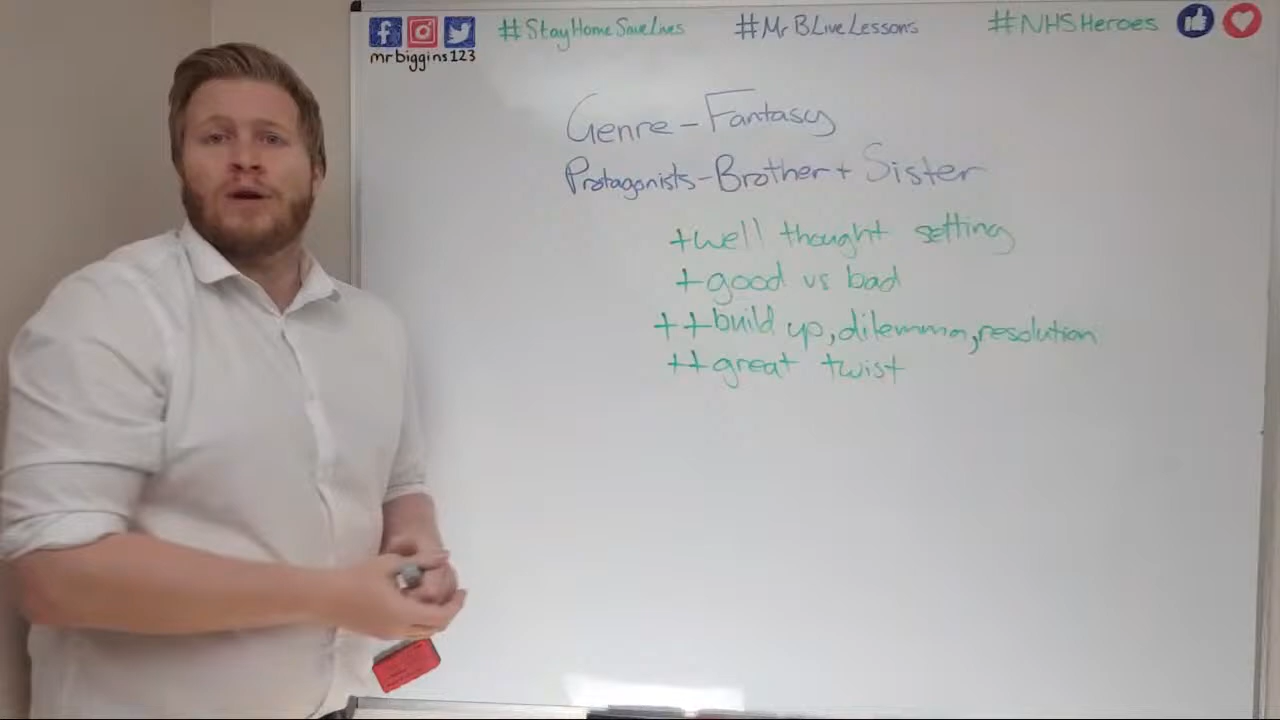 #StayHomeSaveLives #MrBLiveLessons #NHSHeroes
mrbiggins123
Genre - Fantasy
Protagonists - Brother + Sister
+well thought setting
+good vs bad
++build up, dilemma, resolution
++great twist